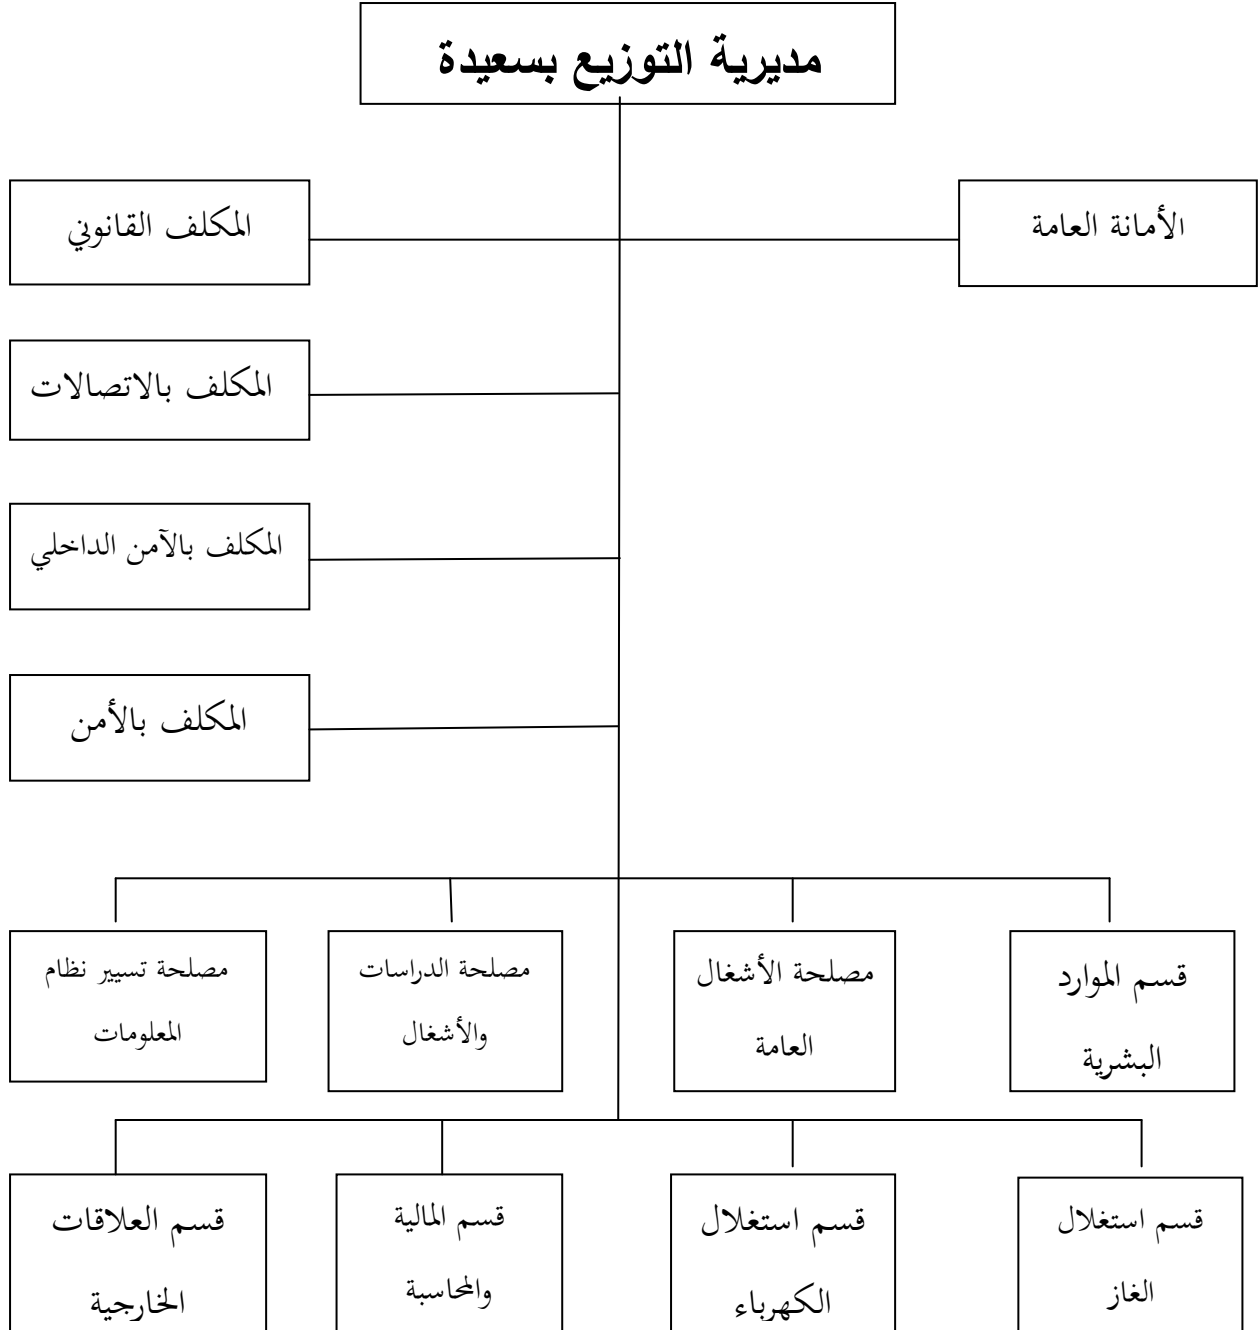 مديرية التوزيع بسعيدة
الأمانة العامة
المكلف القانوني
المكلف بالاتصالات
المكلف بالآمن الداخلي
المكلف بالأمن
قسم الموارد
البشرية
مصلحة الأشغال
العامة
مصلحة الدراسات
والأشغال
مصلحة تسيير نظام
المعلومات
قسم استغلال
الغاز
قسم استغلال
الكهرباء
قسم المالية
والمحاسبة
قسم العلاقات
الخارجية